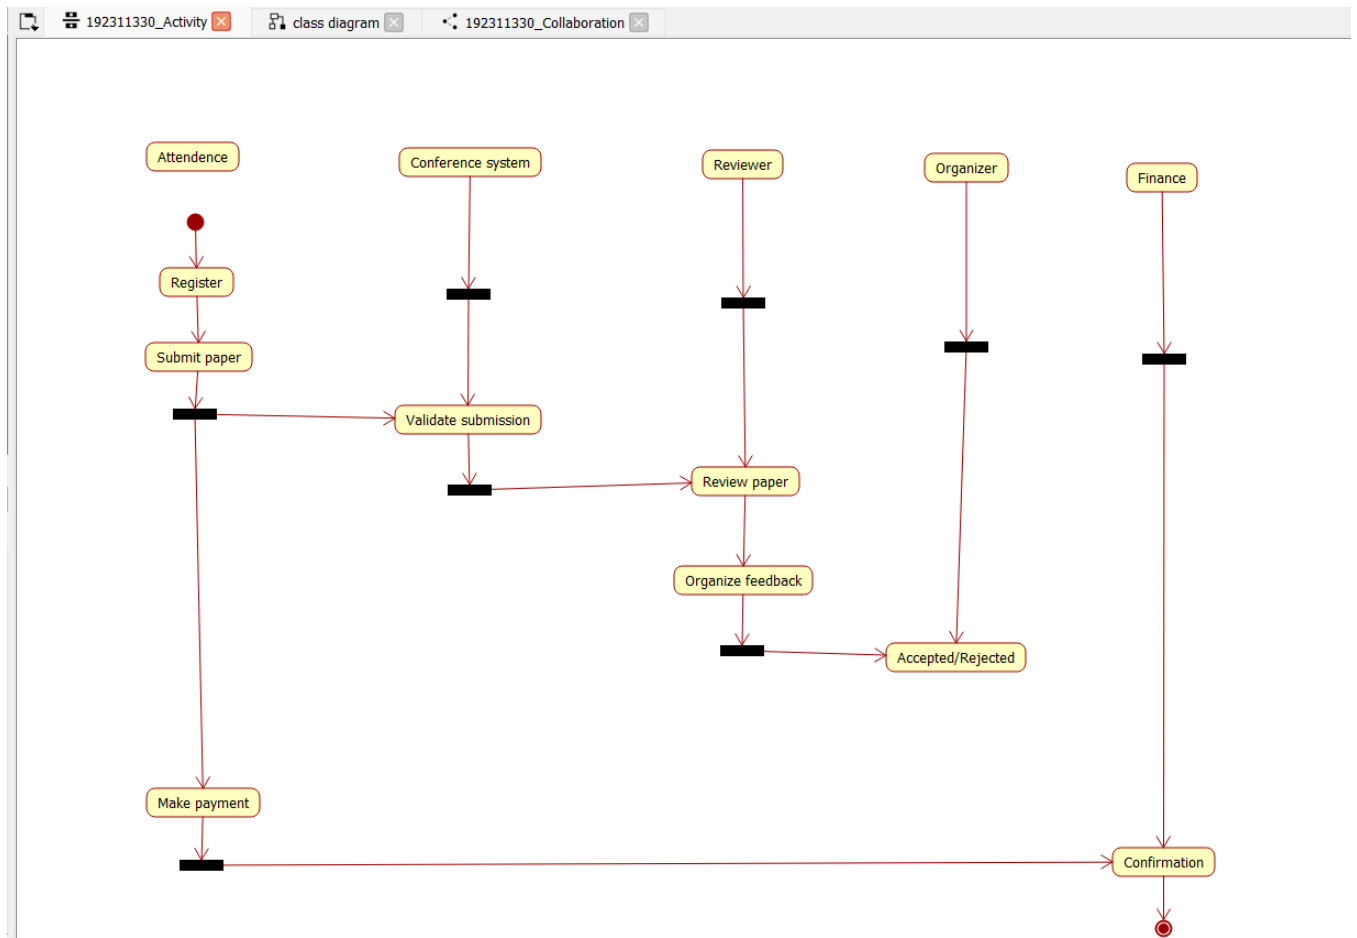 192311330_Activity
class diagram
192311330_Collaboration
Attendence
Conference system
Reviewer
Organizer
Finance
Register
Submit paper
Validate submission
Review paper
Organize feedback
Accepted/Rejected
Make payment
Confirmation